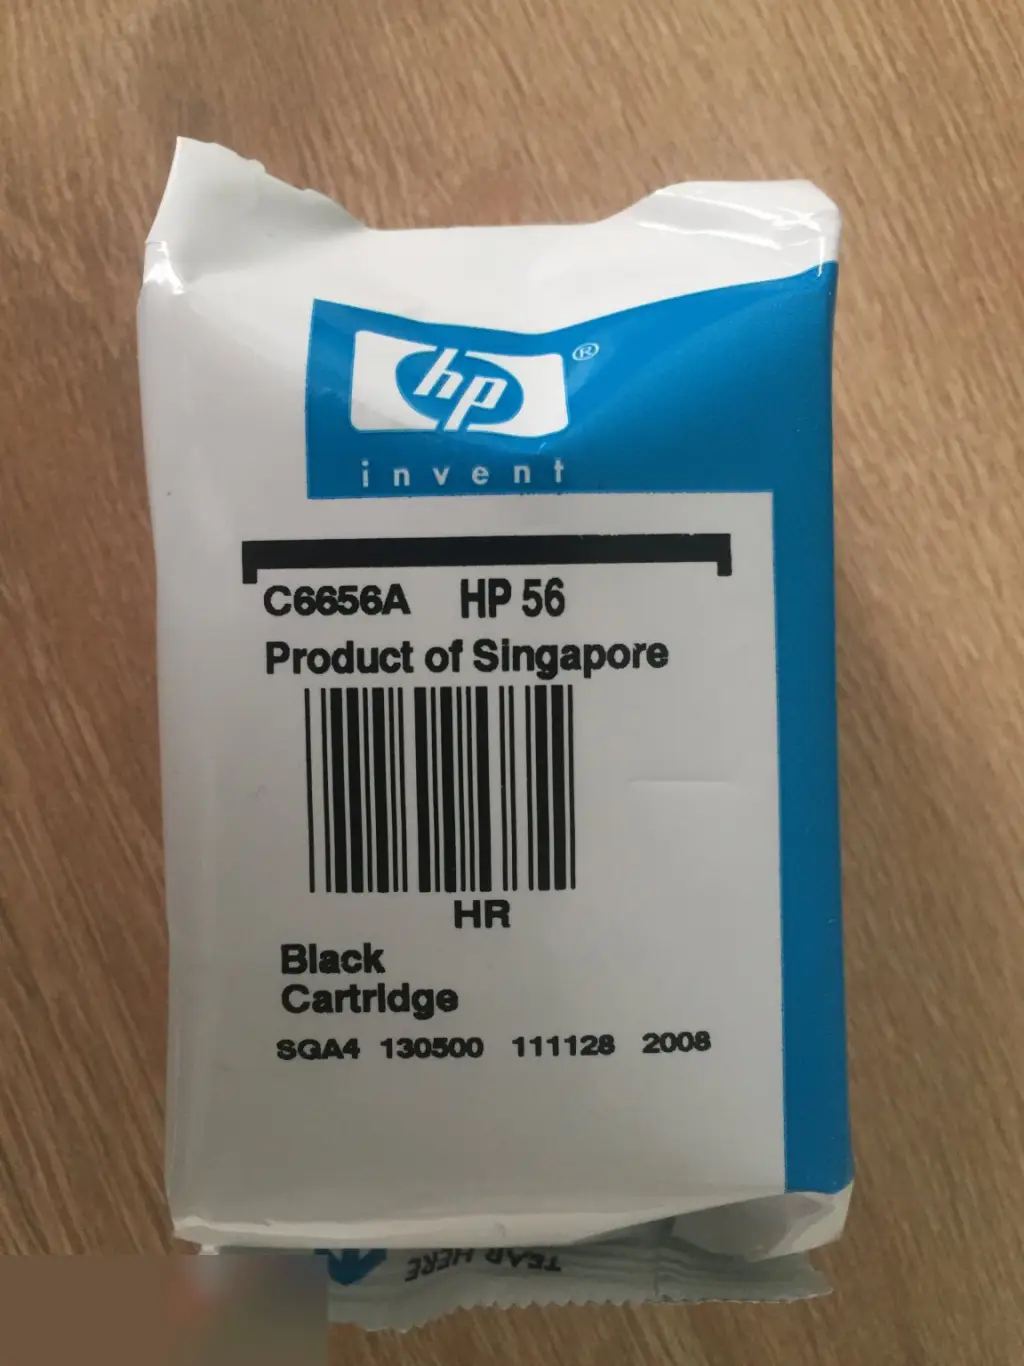 hp®
invent
C6656A HP 56
Product of Singapore
HR
Black
Cartridge
SGA4 130500 111128 2008
TEAR HERE